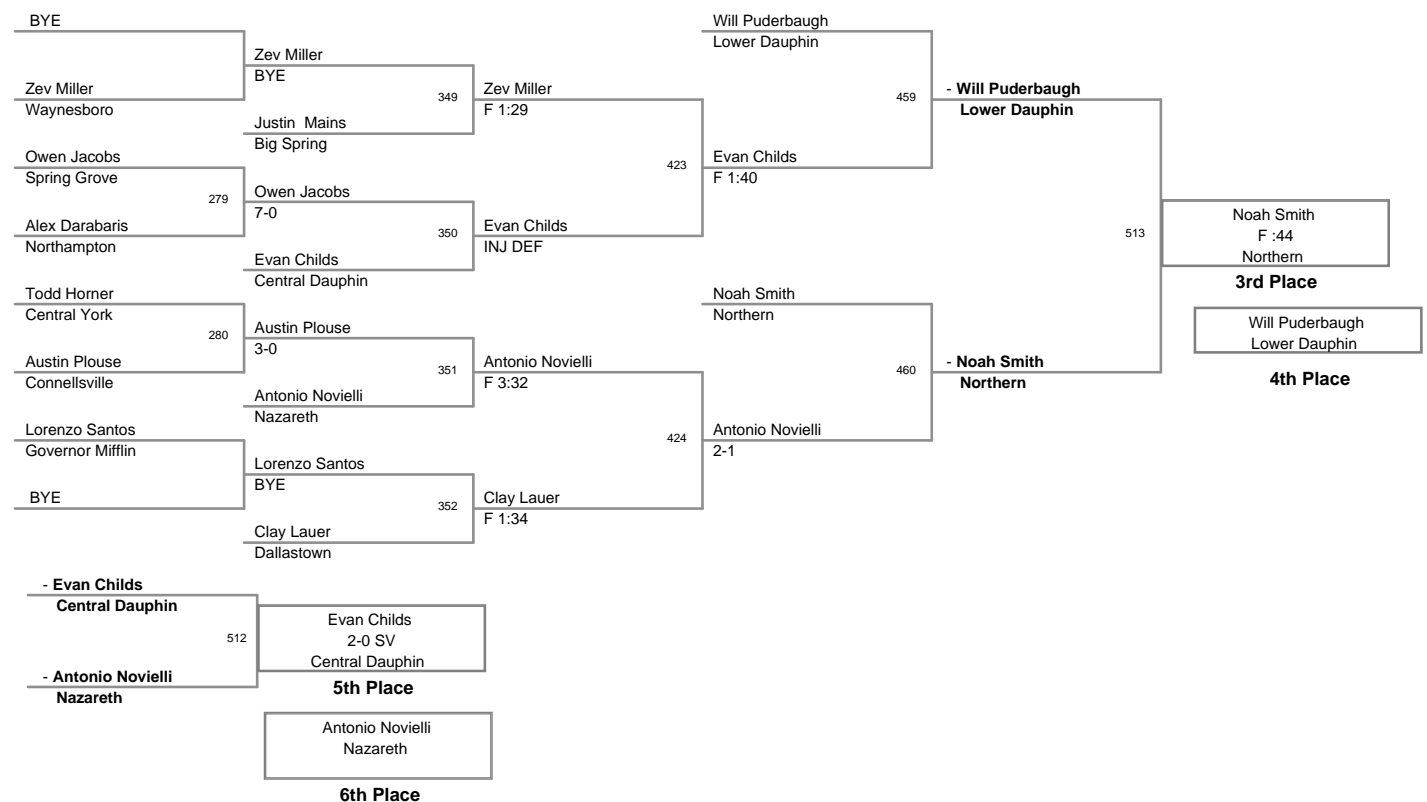 BYE
Zev Miller
Waynesboro
Owen Jacobs
Spring Grove
279
Alex Darabaris
Northampton
Todd Horner
Central York
280
Austin Plouse
Connellsville
Lorenzo Santos
Governor Mifflin
BYE
Zev Miller
BYE
349
Justin Mains
Big Spring
Owen Jacobs
7-0
350
Evan Childs
Central Dauphin
Austin Plouse
3-0
351
Antonio Novielli
Nazareth
Lorenzo Santos
BYE
352
Clay Lauer
Dallastown
Zev Miller
F 1:29
423
Evan Childs
INJ DEF
Antonio Novielli
F 3:32
424
Clay Lauer
F 1:34
Will Puderbaugh
Lower Dauphin
459
Evan Childs
F 1:40
Noah Smith
Northern
460
Antonio Novielli
2-1
- Will Puderbaugh
Lower Dauphin
513
- Noah Smith
Northern
Noah Smith
F :44
Northern
3rd Place
Will Puderbaugh
Lower Dauphin
4th Place
- Evan Childs
Central Dauphin
512
- Antonio Novielli
Nazareth
Evan Childs
2-0 SV
Central Dauphin
5th Place
Antonio Novielli
Nazareth
6th Place